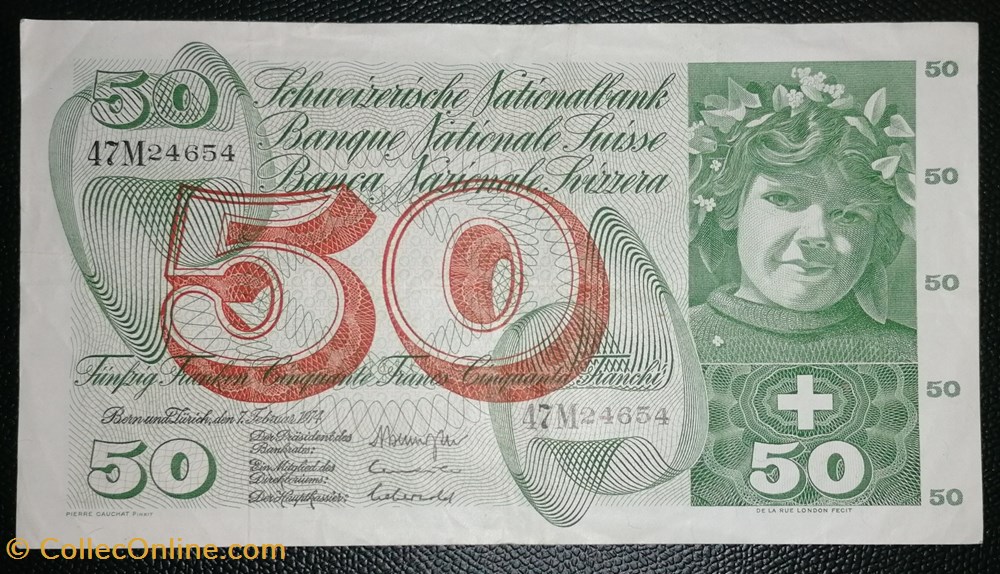 50
Schweizerische Nationalbank
Banque Nationale Suisse
Banca Nazionale Svizzera
47M24654
50
50
50
50
50
50
Fünfzig Franken Cinquante Francs Cinquanta Franchi
Bern und Zürich, den 7. Februar 1974
47M24654
Der Präsident des
Bankrates:
Ein Mitglied des
Direktoriums:
Der Hauptkassier:
50
50
PIERRE GAUCHAT PINXIT
DE LA RUE LONDON FECIT
© CollecOnline.com